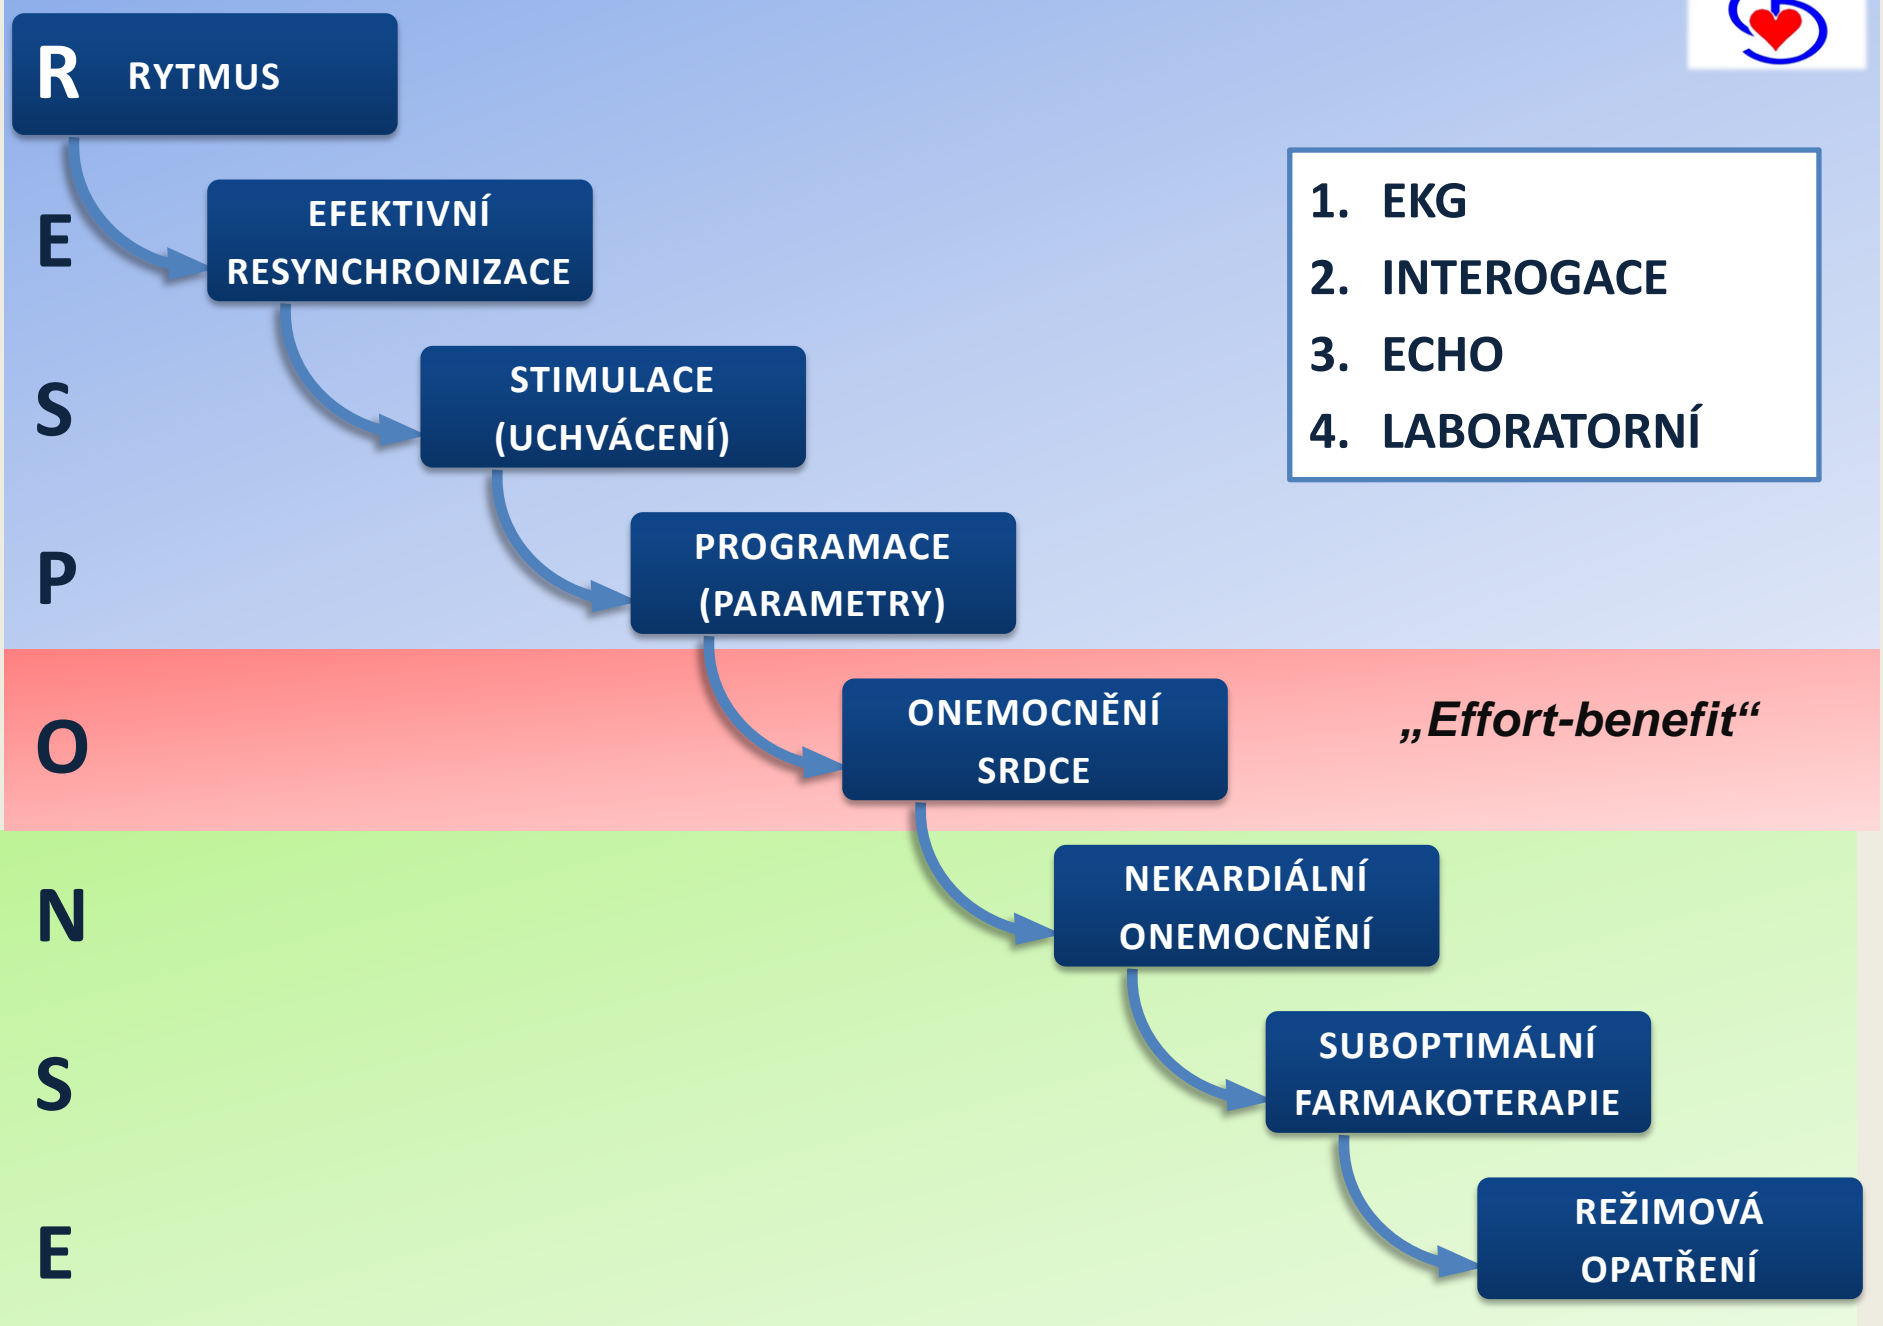 R RYTMUS
E EFEKTIVNÍ
RESYNCHRONIZACE
S STIMULACE
(UCHVÁCENÍ)
P PROGRAMACE
(PARAMETRY)
O ONEMOCNĚNÍ
SRDCE
N NEKARDIÁLNÍ
ONEMOCNĚNÍ
S SUBOPTIMÁLNÍ
FARMAKOTERAPIE
E REŽIMOVÁ
OPATŘENÍ
1. EKG
2. INTEROGACE
3. ECHO
4. LABORATORNÍ
„Effort-benefit“